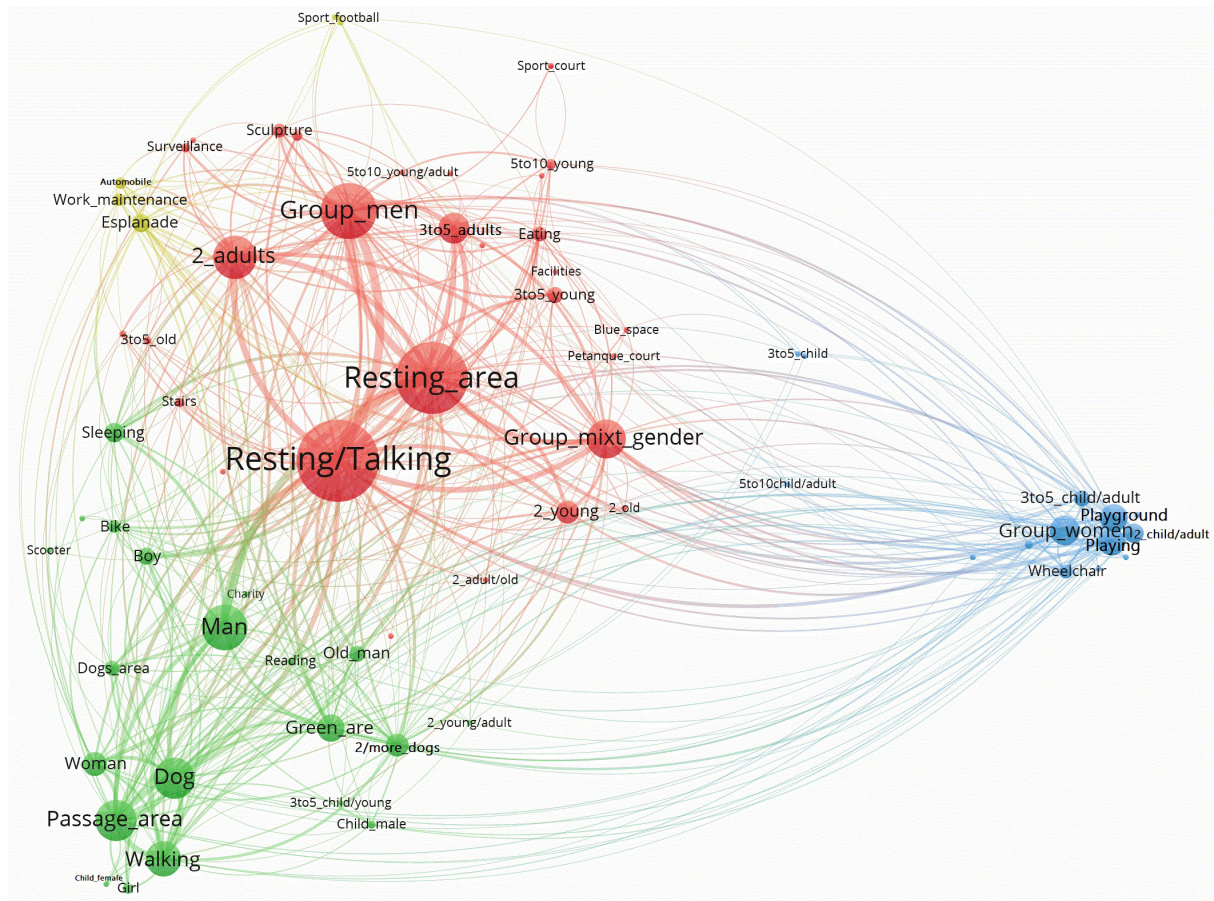 Sport_football
Sport_court
Sculpture
Surveillance
5to10_young
5to10_young/adult
Automobile
Work_maintenance
Group_men
Esplanade
3to5_adults
Eating
2_adults
Facilities
3to5_young
Blue_space
3to5_old
3to5_child
Petanque_court
Resting_area
Stairs
Sleeping
Group_mixt_gender
Resting/Talking
5to10child/adult
3to5_child/adult
2_young
2_old
Playground
Bike
Group_women
2_child/adult
Playing
Scooter
Boy
Wheelchair
2_adult/old
Charity
Man
Old_man
Reading
Dogs_area
2_young/adult
Green_are
2/more_dogs
Woman
Dog
3to5_child/young
Passage_area
Child_male
Walking
Child_female
Girl